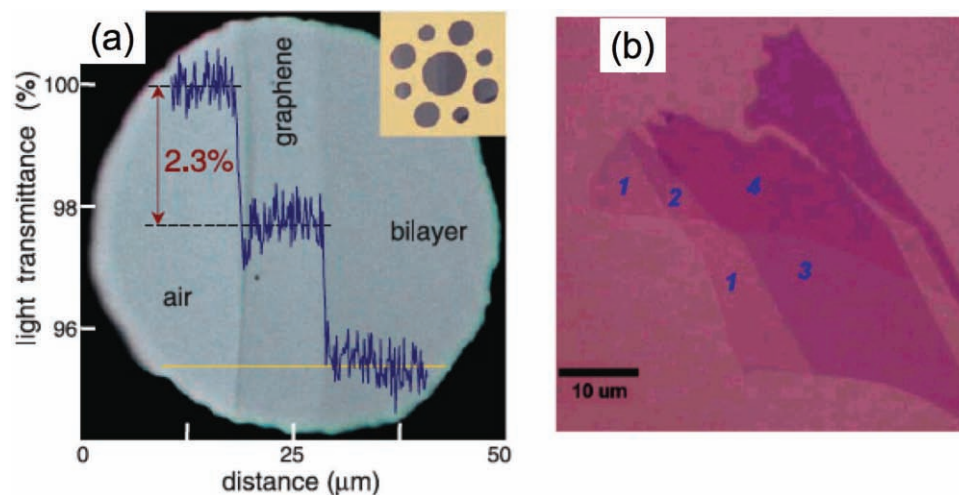 (a)
light transmittance (%)
100
98
96
2.3%
air
graphene
bilayer
0
25
50
distance (μm)
(b)
1
2
4
1
3
10 um